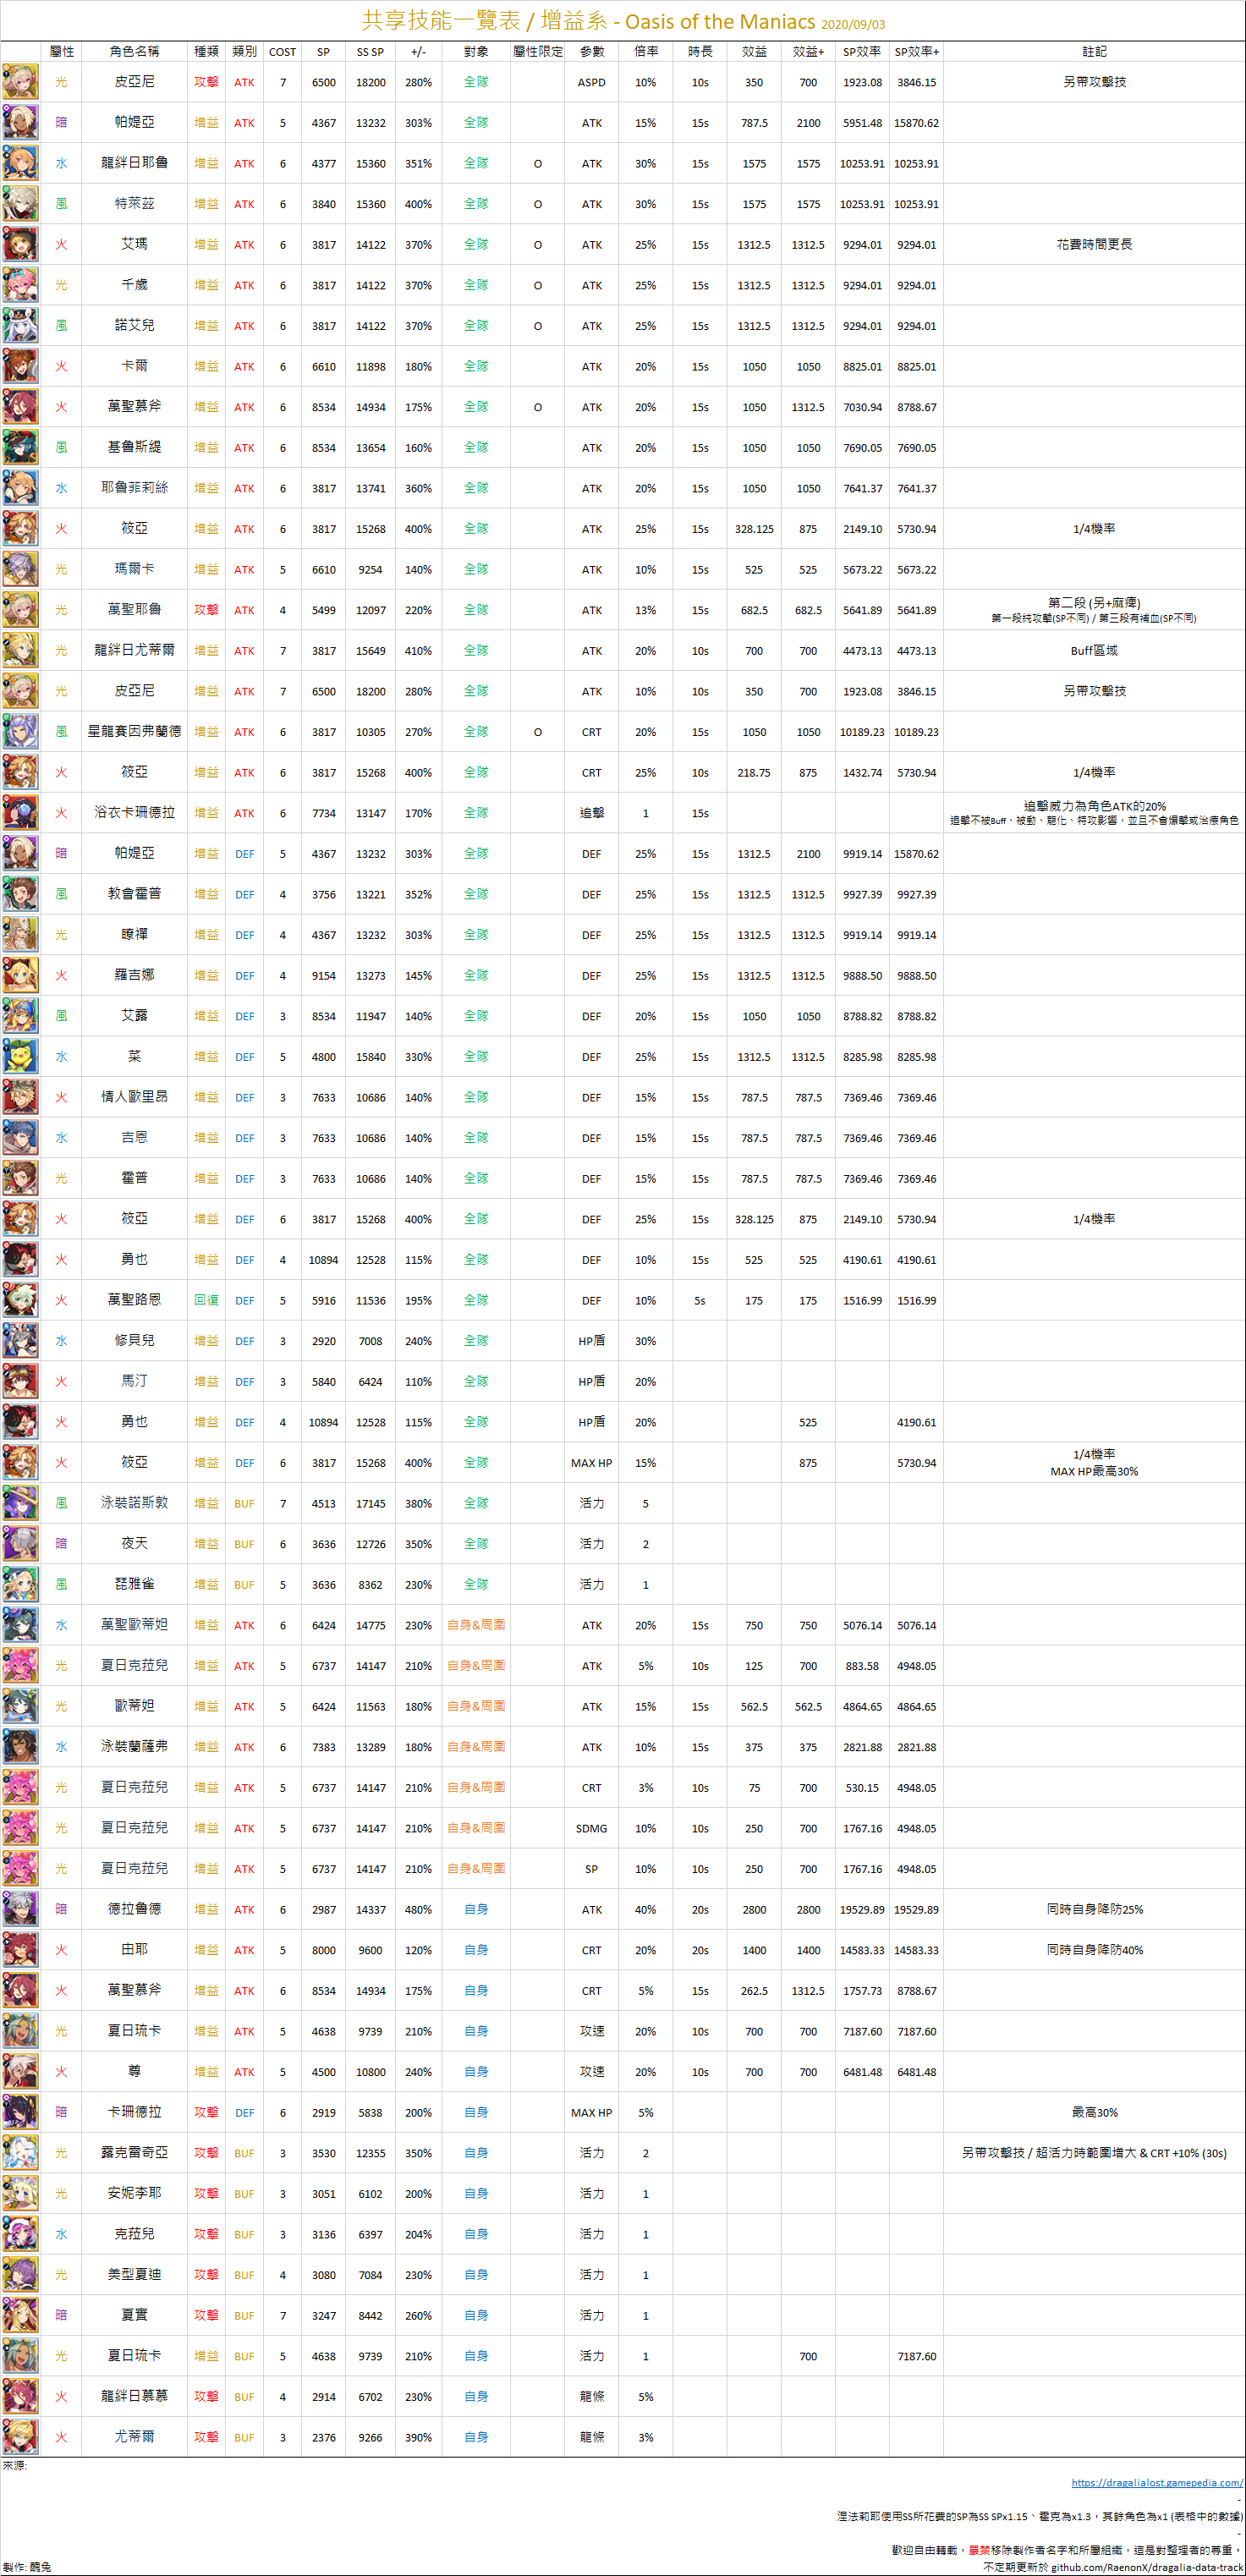 共享技能一覽表 / 增益系 - Oasis of the Maniacs 2020/09/03
屬性 角色名稱 種類 類別 COST SP SS SP +/- 對象 屬性限定 參數 倍率 時長 效益 效益+ SP效率 SP效率+ 註記
光 皮亞尼 攻擊 ATK 7 6500 18200 280% 全隊 ASPD 10% 10s 350 700 1923.08 3846.15 另帶攻擊技
暗 帕媞亞 增益 ATK 5 4367 13232 303% 全隊 ATK 15% 15s 787.5 2100 5951.48 15870.62
水 龍絆日耶魯 增益 ATK 6 4377 15360 351% 全隊 O ATK 30% 15s 1575 1575 10253.91 10253.91
風 特萊茲 增益 ATK 6 3840 15360 400% 全隊 O ATK 30% 15s 1575 1575 10253.91 10253.91
火 艾瑪 增益 ATK 6 3817 14122 370% 全隊 O ATK 25% 15s 1312.5 1312.5 9294.01 9294.01 花費時間更長
光 千歲 增益 ATK 6 3817 14122 370% 全隊 O ATK 25% 15s 1312.5 1312.5 9294.01 9294.01
風 諾艾兒 增益 ATK 6 3817 14122 370% 全隊 O ATK 25% 15s 1312.5 1312.5 9294.01 9294.01
火 卡爾 增益 ATK 6 6610 11898 180% 全隊 ATK 20% 15s 1050 1050 8825.01 8825.01
火 萬聖慕斧 增益 ATK 6 8534 14934 175% 全隊 O ATK 20% 15s 1050 1312.5 7030.94 8788.67
風 基魯斯緹 增益 ATK 6 8534 13654 160% 全隊 ATK 20% 15s 1050 1050 7690.05 7690.05
水 耶魯菲莉絲 增益 ATK 6 3817 13741 360% 全隊 ATK 20% 15s 1050 1050 7641.37 7641.37
火 筱亞 增益 ATK 6 3817 15268 400% 全隊 ATK 25% 15s 328.125 875 2149.10 5730.94 1/4機率
光 瑪爾卡 增益 ATK 5 6610 9254 140% 全隊 ATK 10% 15s 525 525 5673.22 5673.22
光 萬聖耶魯 攻擊 ATK 4 5499 12097 220% 全隊 ATK 13% 15s 682.5 682.5 5641.89 5641.89 第二段 (另+麻痺)
第一段純攻擊(SP不同) / 第三段有補血(SP不同)
光 龍絆日尤蒂爾 增益 ATK 7 3817 15649 410% 全隊 ATK 20% 10s 700 700 4473.13 4473.13 Buff區域
光 皮亞尼 增益 ATK 7 6500 18200 280% 全隊 ATK 10% 10s 350 700 1923.08 3846.15 另帶攻擊技
風 星龍賽因弗蘭德 增益 ATK 6 3817 10305 270% 全隊 O CRT 20% 15s 1050 1050 10189.23 10189.23
火 筱亞 增益 ATK 6 3817 15268 400% 全隊 CRT 25% 10s 218.75 875 1432.74 5730.94 1/4機率
火 浴衣卡珊德拉 增益 ATK 6 7734 13147 170% 全隊 追擊 1 15s 追擊威力為角色ATK的20%
追擊不被Buff、被動、龍化、特攻影響，並且不會爆擊或治療角色
暗 帕媞亞 增益 DEF 5 4367 13232 303% 全隊 DEF 25% 15s 1312.5 2100 9919.14 15870.62
風 教會霍普 增益 DEF 4 3756 13221 352% 全隊 DEF 25% 15s 1312.5 1312.5 9927.39 9927.39
光 瞭禪 增益 DEF 4 4367 13232 303% 全隊 DEF 25% 15s 1312.5 1312.5 9919.14 9919.14
火 羅吉娜 增益 DEF 4 9154 13273 145% 全隊 DEF 25% 15s 1312.5 1312.5 9888.50 9888.50
風 艾露 增益 DEF 3 8534 11947 140% 全隊 DEF 20% 15s 1050 1050 8788.82 8788.82
水 菜 增益 DEF 5 4800 15840 330% 全隊 DEF 25% 15s 1312.5 1312.5 8285.98 8285.98
火 情人歐里昂 增益 DEF 3 7633 10686 140% 全隊 DEF 15% 15s 787.5 787.5 7369.46 7369.46
水 吉恩 增益 DEF 3 7633 10686 140% 全隊 DEF 15% 15s 787.5 787.5 7369.46 7369.46
光 霍普 增益 DEF 3 7633 10686 140% 全隊 DEF 15% 15s 787.5 787.5 7369.46 7369.46
火 筱亞 增益 DEF 6 3817 15268 400% 全隊 DEF 25% 15s 328.125 875 2149.10 5730.94 1/4機率
火 勇也 增益 DEF 4 10894 12528 115% 全隊 DEF 10% 15s 525 525 4190.61 4190.61
火 萬聖路恩 回復 DEF 5 5916 11536 195% 全隊 DEF 10% 5s 175 175 1516.99 1516.99
水 修貝兒 增益 DEF 3 2920 7008 240% 全隊 HP盾 30%
火 馬汀 增益 DEF 3 5840 6424 110% 全隊 HP盾 20%
火 勇也 增益 DEF 4 10894 12528 115% 全隊 HP盾 20% 525 4190.61
火 筱亞 增益 DEF 6 3817 15268 400% 全隊 MAX HP 15% 875 5730.94 1/4機率
MAX HP最高30%
風 泳裝諾斯敦 增益 BUF 7 4513 17145 380% 全隊 活力 5
暗 夜天 增益 BUF 6 3636 12726 350% 全隊 活力 2
風 琵雅雀 增益 BUF 5 3636 8362 230% 全隊 活力 1
水 萬聖歐蒂妲 增益 ATK 6 6424 14775 230% 自身&周圍 ATK 20% 15s 750 750 5076.14 5076.14
光 夏日克菈兒 增益 ATK 5 6737 14147 210% 自身&周圍 ATK 5% 10s 125 700 883.58 4948.05
光 歐蒂妲 增益 ATK 5 6424 11563 180% 自身&周圍 ATK 15% 15s 562.5 562.5 4864.65 4864.65
水 泳裝蘭薩弗 增益 ATK 6 7383 13289 180% 自身&周圍 ATK 10% 15s 375 375 2821.88 2821.88
光 夏日克菈兒 增益 ATK 5 6737 14147 210% 自身&周圍 CRT 3% 10s 75 700 530.15 4948.05
光 夏日克菈兒 增益 ATK 5 6737 14147 210% 自身&周圍 SDMG 10% 10s 250 700 1767.16 4948.05
光 夏日克菈兒 增益 ATK 5 6737 14147 210% 自身&周圍 SP 10% 10s 250 700 1767.16 4948.05
暗 德拉魯德 增益 ATK 6 2987 14337 480% 自身 ATK 40% 20s 2800 2800 19529.89 19529.89 同時自身降防25%
火 由耶 增益 ATK 5 8000 9600 120% 自身 CRT 20% 20s 1400 1400 14583.33 14583.33 同時自身降防40%
火 萬聖慕斧 增益 ATK 6 8534 14934 175% 自身 CRT 5% 15s 262.5 1312.5 1757.73 8788.67
光 夏日琉卡 增益 ATK 5 4638 9739 210% 自身 攻速 20% 10s 700 700 7187.60 7187.60
火 尊 增益 ATK 5 4500 10800 240% 自身 攻速 20% 10s 700 700 6481.48 6481.48
暗 卡珊德拉 攻擊 DEF 6 2919 5838 200% 自身 MAX HP 5% 最高30%
光 露克雷奇亞 攻擊 BUF 3 3530 12355 350% 自身 活力 2 另帶攻擊技 / 超活力時範圍增大 & CRT +10% (30s)
光 安妮李耶 攻擊 BUF 3 3051 6102 200% 自身 活力 1
水 克菈兒 攻擊 BUF 3 3136 6397 204% 自身 活力 1
光 美型夏迪 攻擊 BUF 4 3080 7084 230% 自身 活力 1
暗 夏實 攻擊 BUF 7 3247 8442 260% 自身 活力 1
光 夏日琉卡 增益 BUF 5 4638 9739 210% 自身 活力 1 700 7187.60
火 龍絆日慕慕 攻擊 BUF 4 2914 6702 230% 自身 龍條 5%
火 尤蒂爾 攻擊 BUF 3 2376 9266 390% 自身 龍條 3%
來源:
https://dragalialost.gamepedia.com/
-
涅法莉耶使用SS所花費的SP為SS SPx1.15、霍克為x1.3，其餘角色為x1 (表格中的數據)
-
歡迎自由轉載，嚴禁移除製作者名字和所屬組織，這是對整理者的尊重。
製作: 醜兔 不定期更新於 github.com/RaenonX/dragalia-data-track